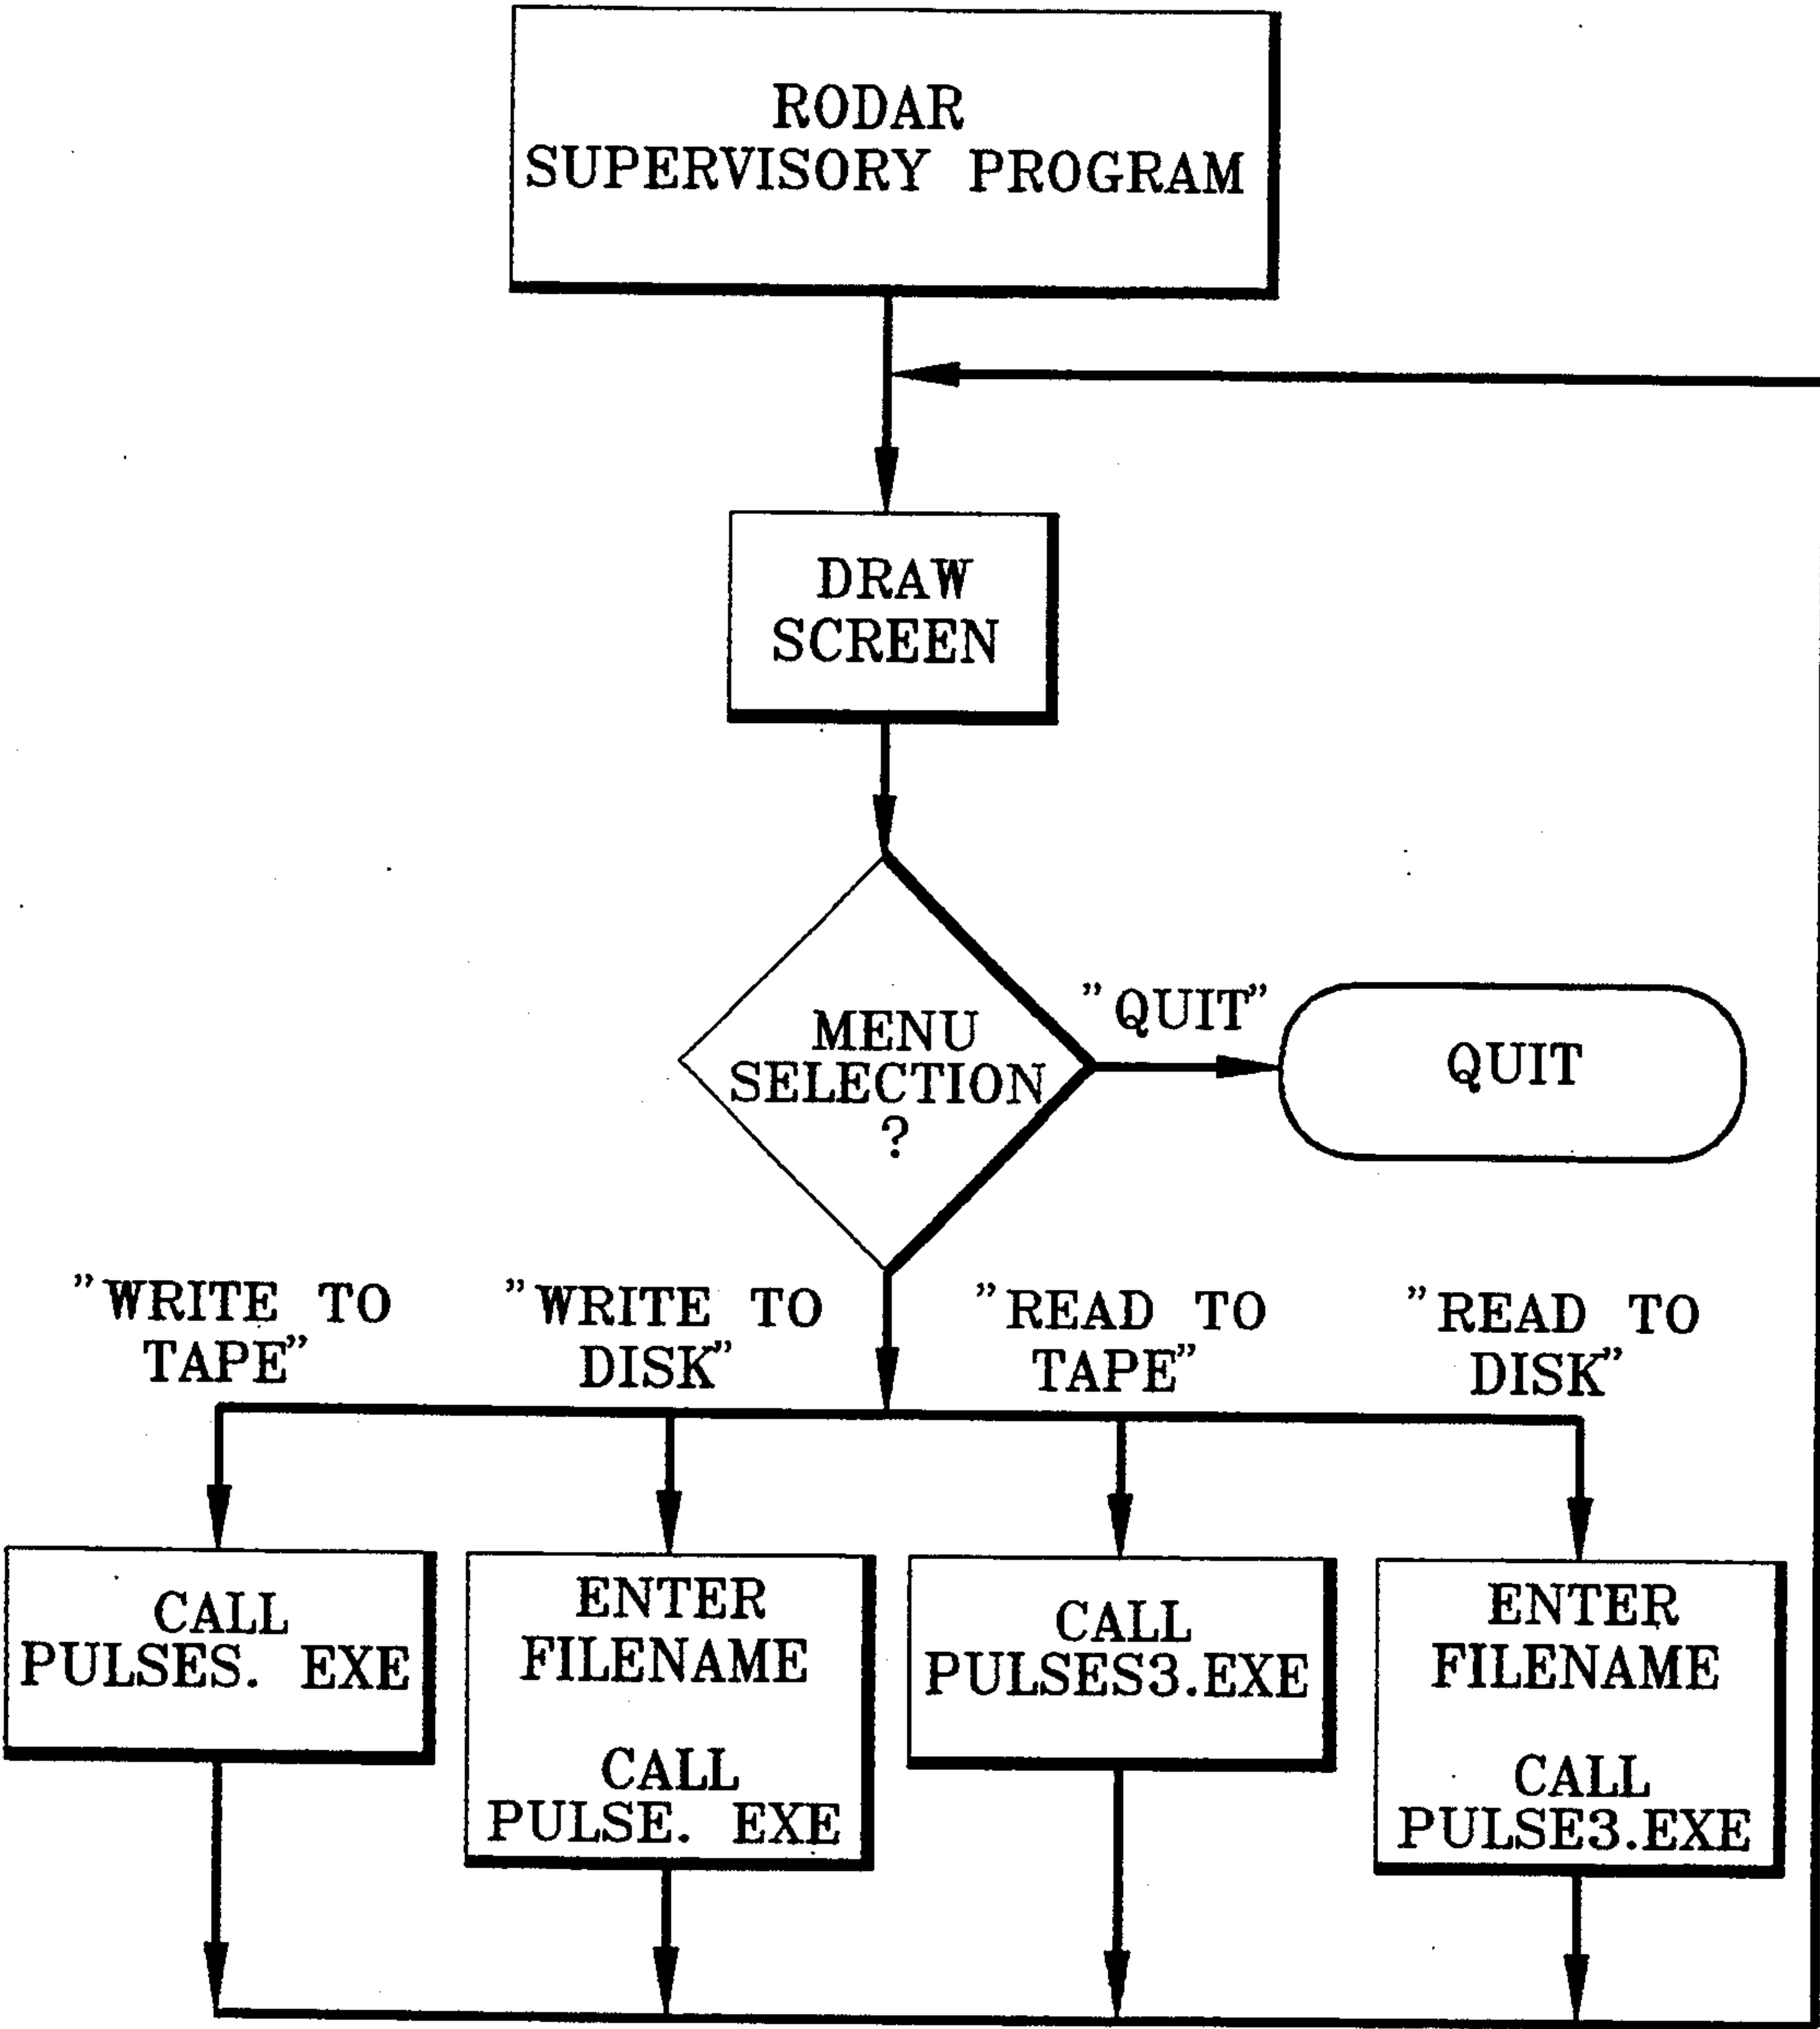 RODAR
SUPERVISORY PROGRAM
DRAW
SCREEN
MENU
SELECTION
?
"QUIT"
QUIT
"WRITE TO
TAPE"
"WRITE TO
DISK"
"READ TO
TAPE"
"READ TO
DISK"
CALL
PULSES. EXE
ENTER
FILENAME
CALL
PULSE. EXE
CALL
PULSES3.EXE
ENTER
FILENAME
CALL
PULSE3.EXE